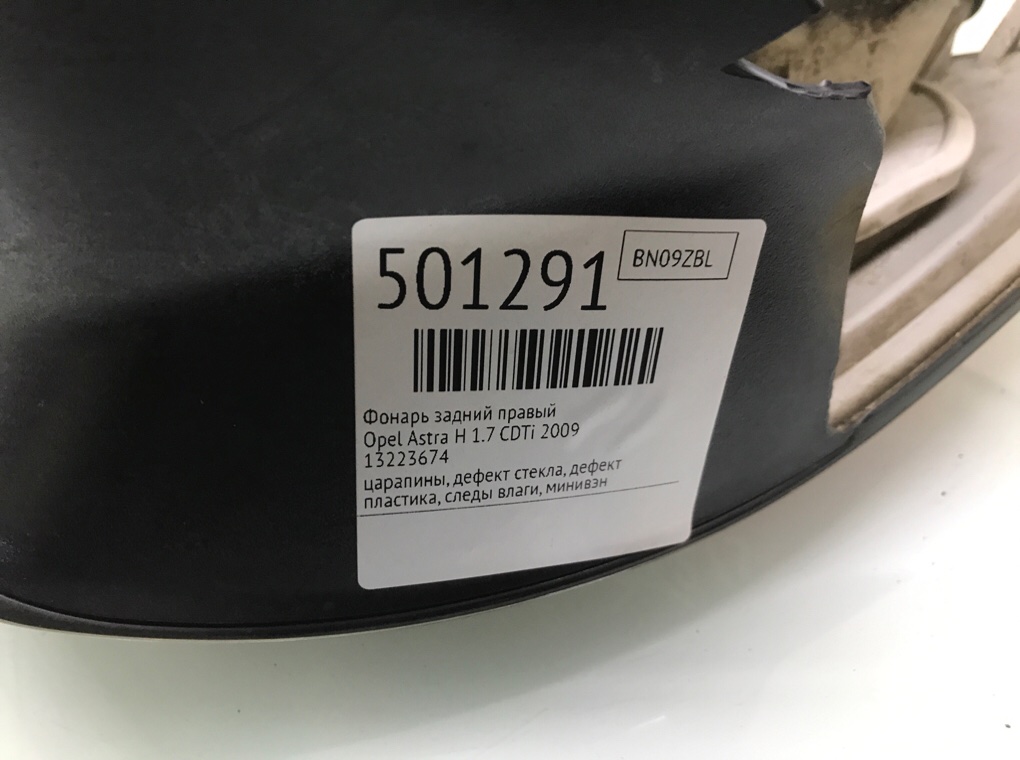 501291
BN09ZBL
Фонарь задний правый
Opel Astra H 1.7 CDTi 2009
13223674
царапины, дефект стекла, дефект
пластика, следы влаги, минивэн